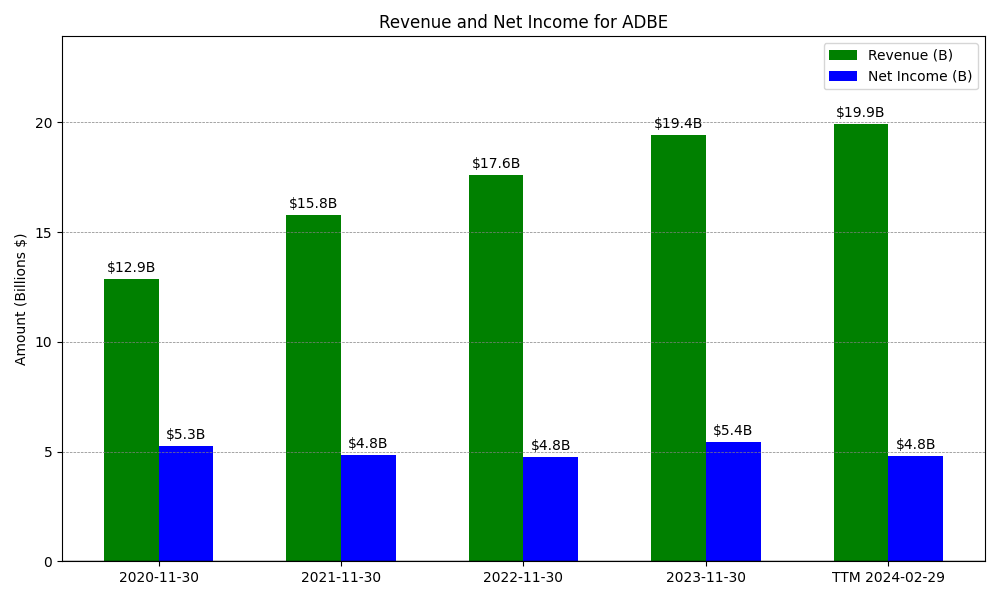 Revenue and Net Income for ADBE
Revenue (B)
Net Income (B)
Amount (Billions $)
20
15
10
5
0
$12.9B
$15.8B
$17.6B
$19.4B
$19.9B
$5.3B
$4.8B
$4.8B
$5.4B
$4.8B
2020-11-30
2021-11-30
2022-11-30
2023-11-30
TTM 2024-02-29